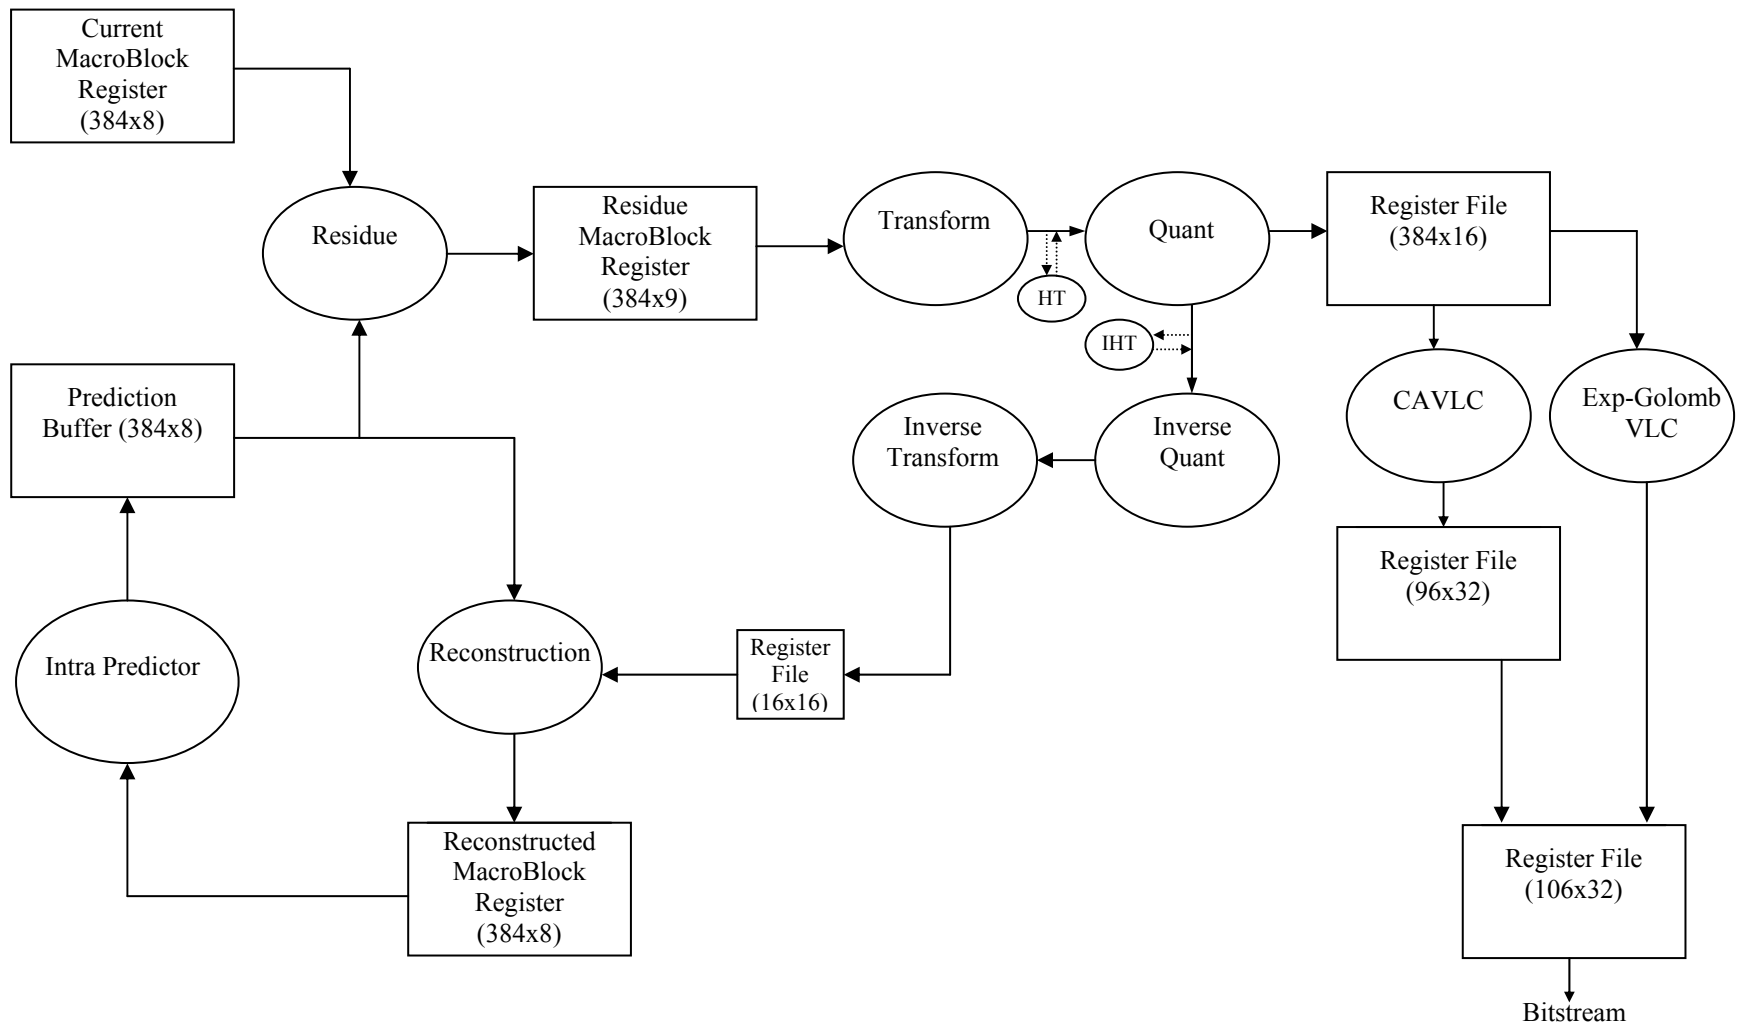 Current
MacroBlock
Register
(384x8)
Residue
Residue
MacroBlock
Register
(384x9)
Transform
HT
Quant
IHT
Register File
(384x16)
Prediction
Buffer (384x8)
Inverse
Transform
Inverse
Quant
CAVLC
Exp-Golomb
VLC
Register File
(96x32)
Intra Predictor
Reconstruction
Register
File
(16x16)
Reconstructed
MacroBlock
Register
(384x8)
Register File
(106x32)
Bitstream